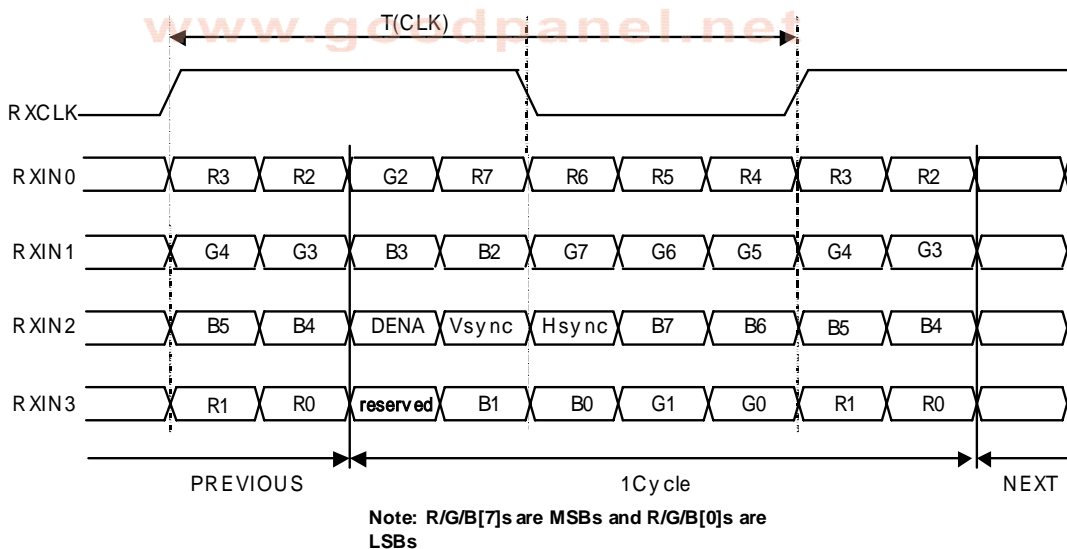 www.goodpanel.net
T(CLK)
RXCLK
RXIN0 R3 R2 G2 R7 R6 R5 R4 R3 R2
RXIN1 G4 G3 B3 B2 G7 G6 G5 G4 G3
RXIN2 B5 B4 DENA Vsync Hsync B7 B6 B5 B4
RXIN3 R1 R0 reserved B1 B0 G1 G0 R1 R0
PREVIOUS 1Cycle NEXT
Note: R/G/B[7]s are MSBs and R/G/B[0]s are
LSBs